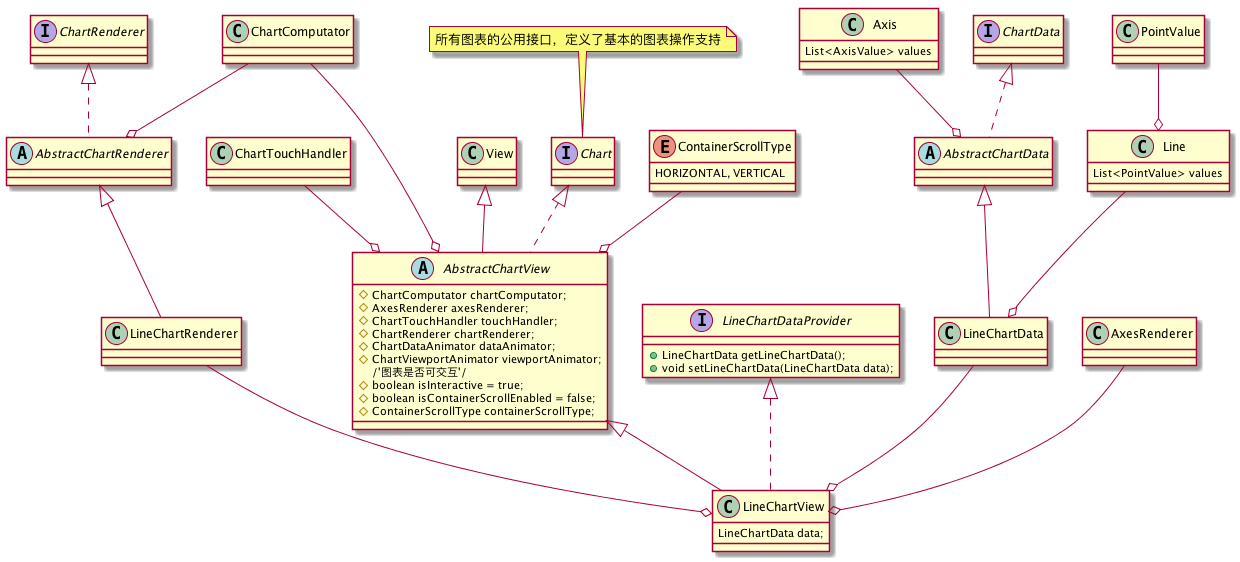 I ChartRenderer
C ChartComputator
所有图表的公用接口，定义了基本的图表操作支持
C Axis
List<AxisValue> values
I ChartData
C PointValue
A AbstractChartRenderer
C ChartTouchHandler
C View
I Chart
E ContainerScrollType
HORIZONTAL, VERTICAL
A AbstractChartData
C Line
List<PointValue> values
A AbstractChartView
ChartComputator chartComputator;
AxesRenderer axesRenderer;
ChartTouchHandler touchHandler;
ChartRenderer chartRenderer;
ChartDataAnimator dataAnimator;
ChartViewportAnimator viewportAnimator;
/'图表是否可交互'/
boolean isInteractive = true;
boolean isContainerScrollEnabled = false;
ContainerScrollType containerScrollType;
C LineChartRenderer
I LineChartDataProvider
LineChartData getLineChartData();
void setLineChartData(LineChartData data);
C LineChartData
C AxesRenderer
C LineChartView
LineChartData data;